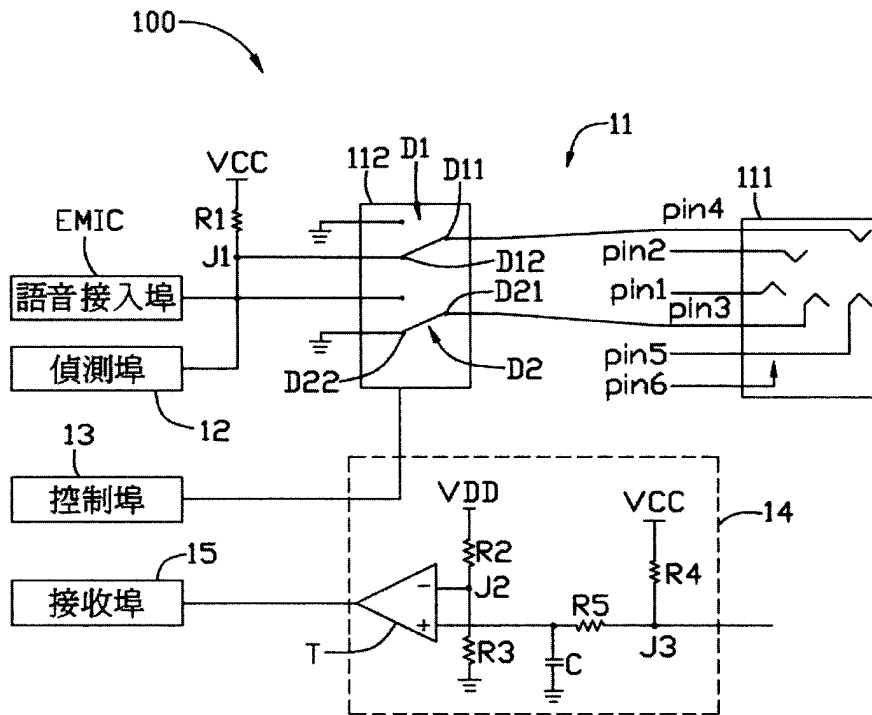 100
11
VCC
112
D1
D11
111
pin4
EMIC
R1
J1
D12
pin2
語音接入埠
D21
pin1
pin3
偵測埠
D22
D2
pin5
pin6
12
13
控制埠
VDD
VCC
14
R2
R4
15
接收埠
-
J2
R5
+
T
R3
C
J3